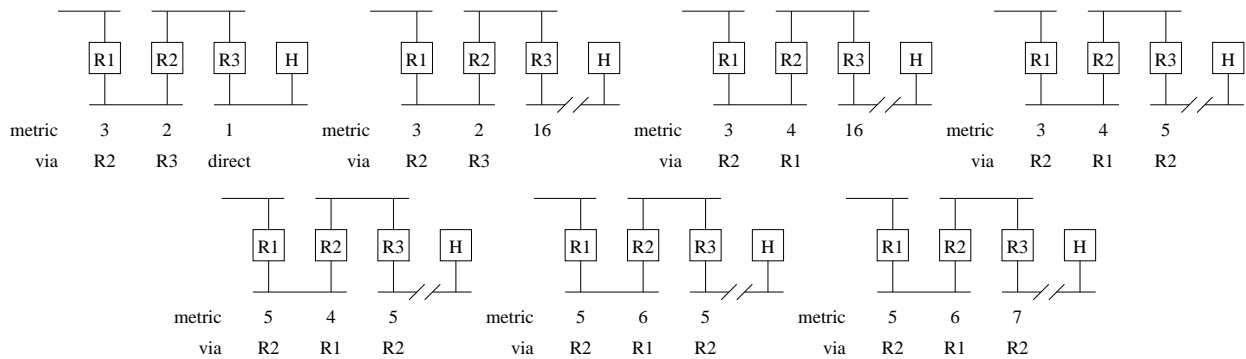 R1 R2 R3 H R1 R2 R3 H R1 R2 R3 H R1 R2 R3 H
metric 3 2 1 metric 3 2 16 metric 3 4 16 metric 3 4 5
via R2 R3 direct via R2 R3 via R2 R1 via R2 R1 R2
R1 R2 R3 H R1 R2 R3 H R1 R2 R3 H
metric 5 4 5 metric 5 6 5 metric 5 6 7
via R2 R1 R2 via R2 R1 R2 via R2 R1 R2